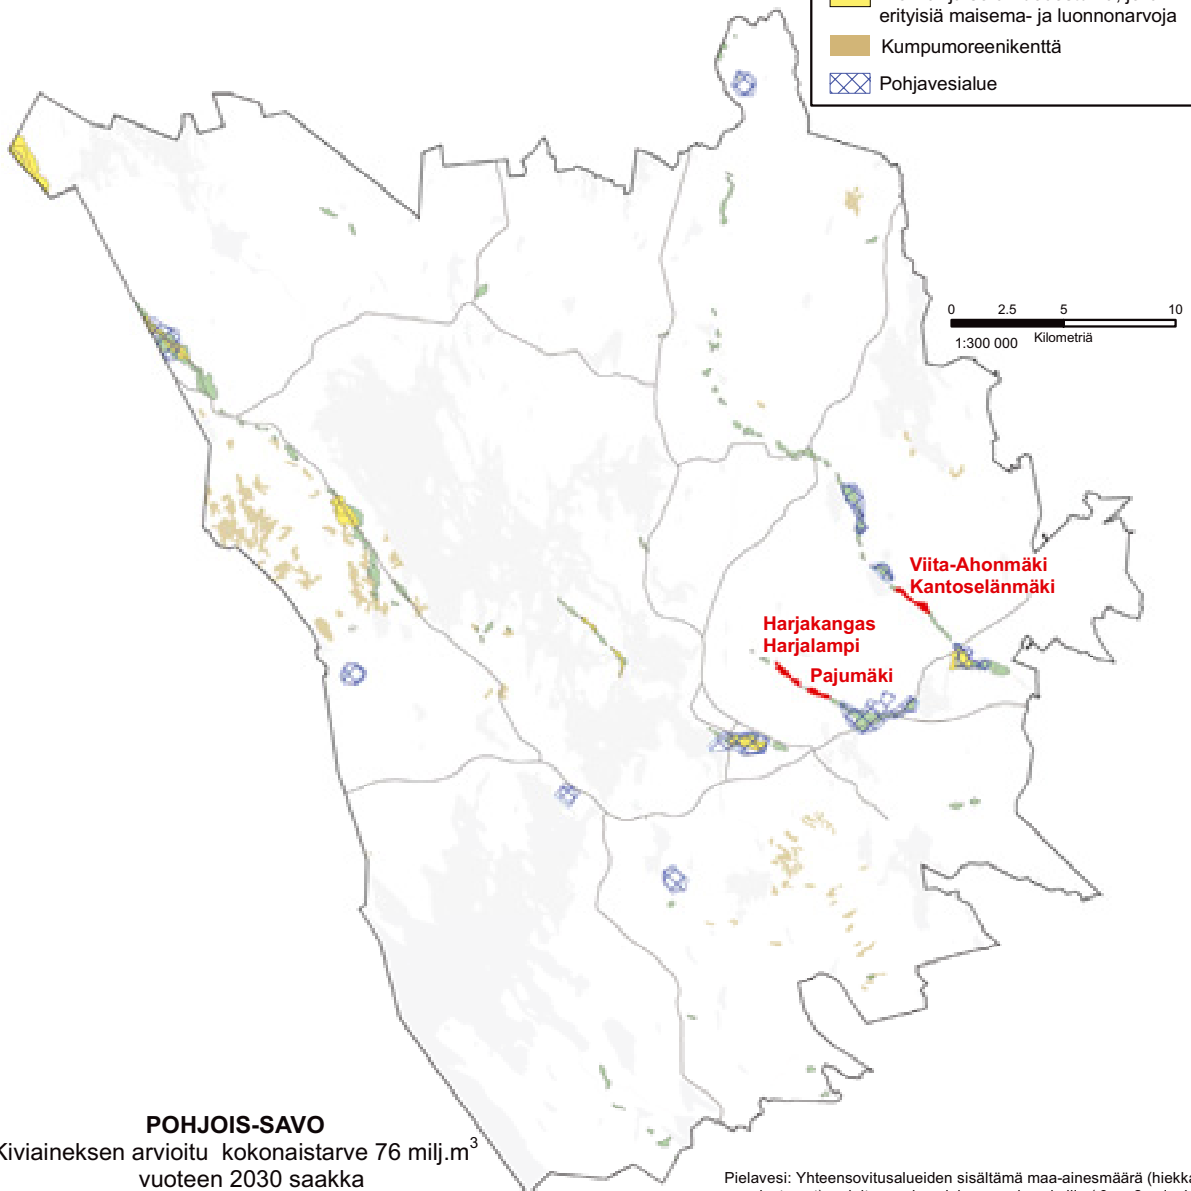 erityisiä maisema- ja luonnonarvoja
Kumpumoreenikenttä
Pohjavesialue
0 2.5 5 10
1:300 000 Kilometriä
Viita-Ahonmäki
Kantoselänmäki
Harjakangas
Harjalampi
Pajumäki
POHJOIS-SAVO
Kiviaineksen arvioitu kokonaistarve 76 milj.m³
vuoteen 2030 saakka
Pielavesi: Yhteensovitusalueiden sisältämä maa-ainesmäärä (hiekka